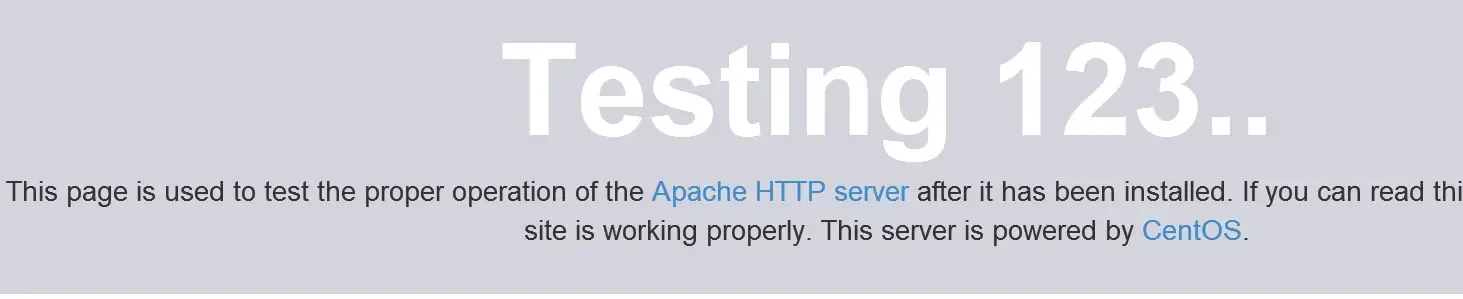 Testing 123..
This page is used to test the proper operation of the Apache HTTP server after it has been installed. If you can read
site is working properly. This server is powered by CentOS.